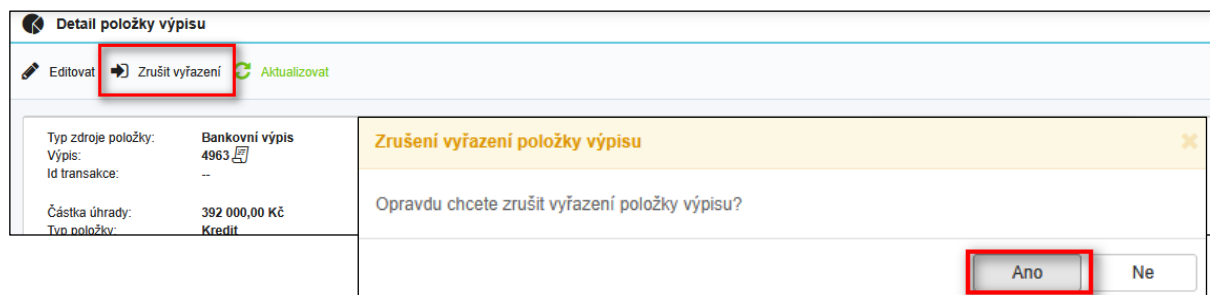 Detail položky výpisu
Editovat Zrušit vyřazení Aktualizovat
Typ zdroje položky: Bankovní výpis
Výpis: 4963
Id transakce: --
Částka úhrady: 392 000,00 Kč
Typ položky: Kredit
Zrušení vyřazení položky výpisu
Opravdu chcete zrušit vyřazení položky výpisu?
Ano Ne